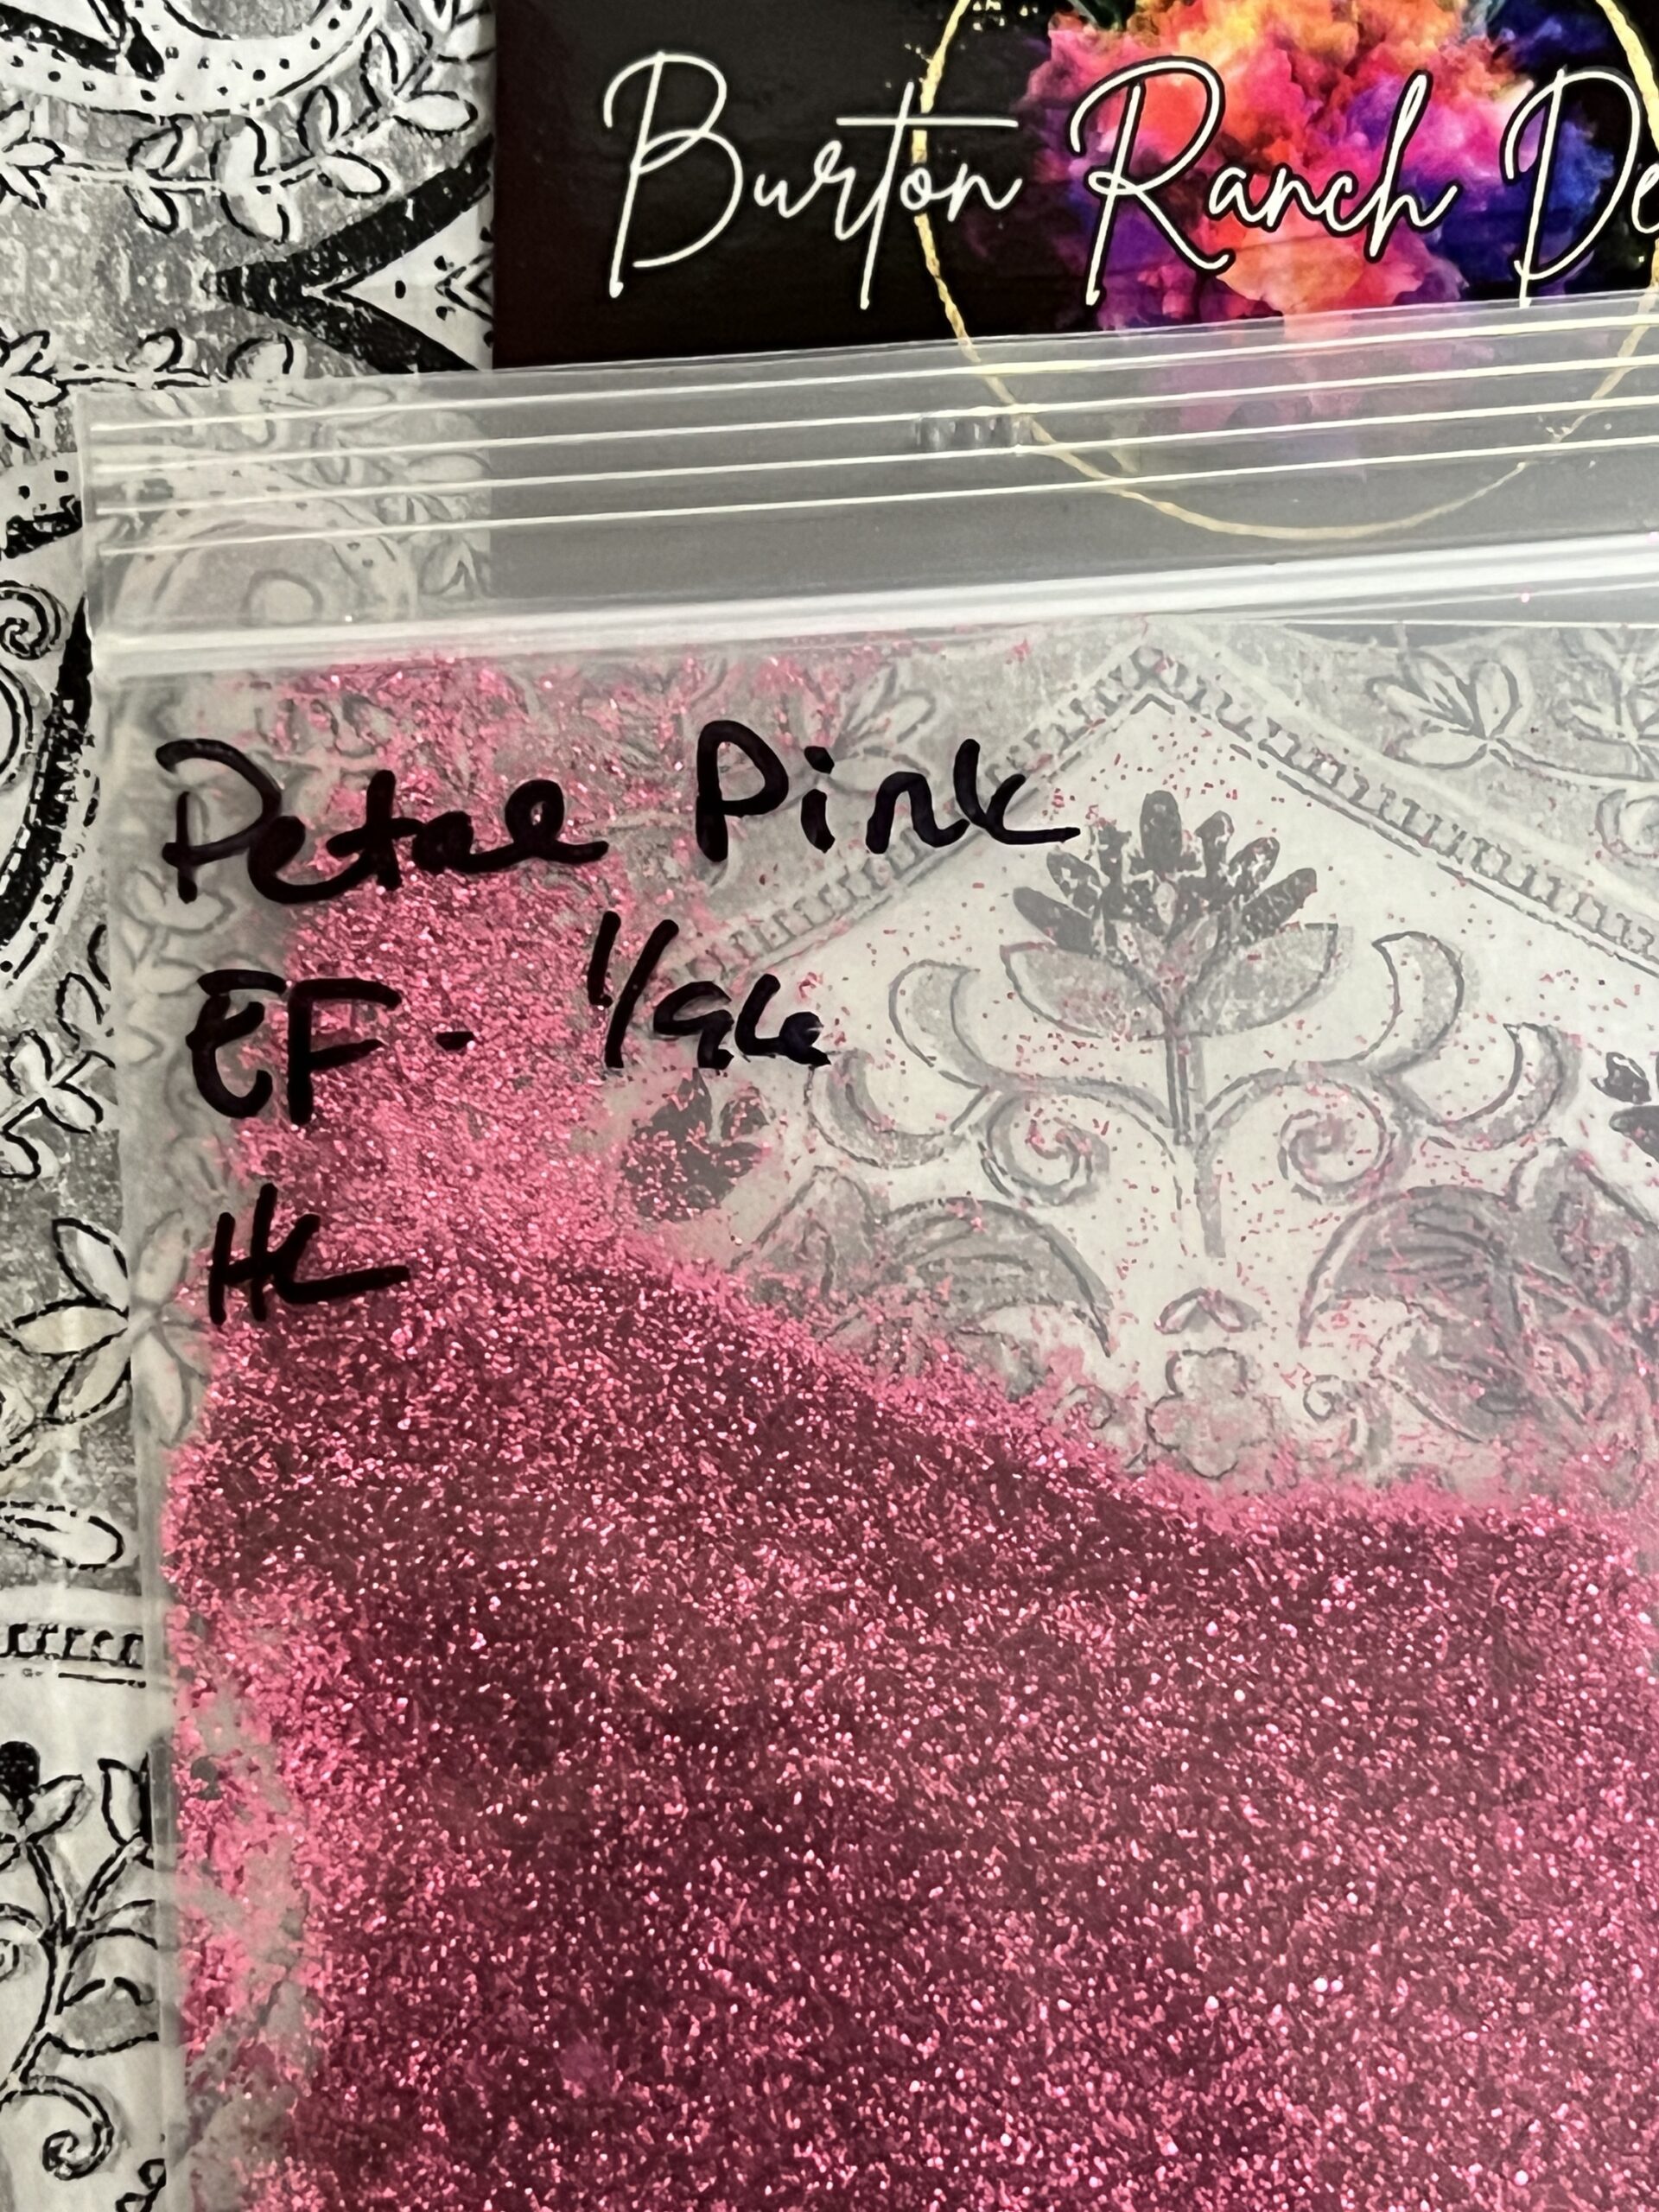 Burton Ranch De
Petal Pink
EF - 1/96
HC